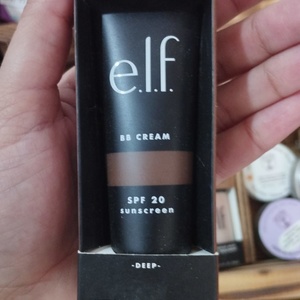 e.l.f.
BB CREAM
SPF 20
sunscreen
-DEEP-